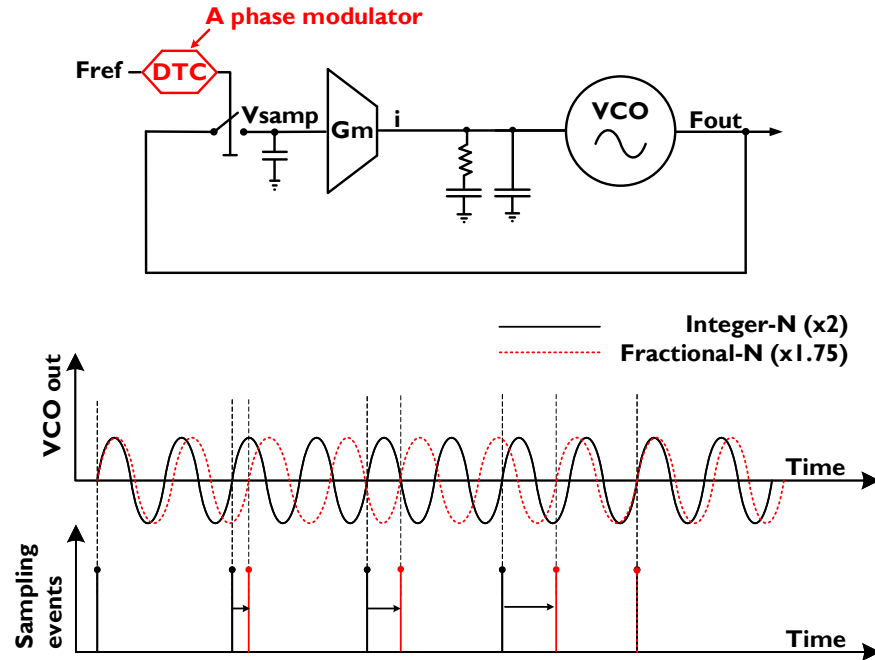 A phase modulator
Fref
DTC
Vsamp
Gm
i
VCO
Fout
Integer-N (x2)
Fractional-N (x1.75)
VCO out
Time
Sampling
events
Time